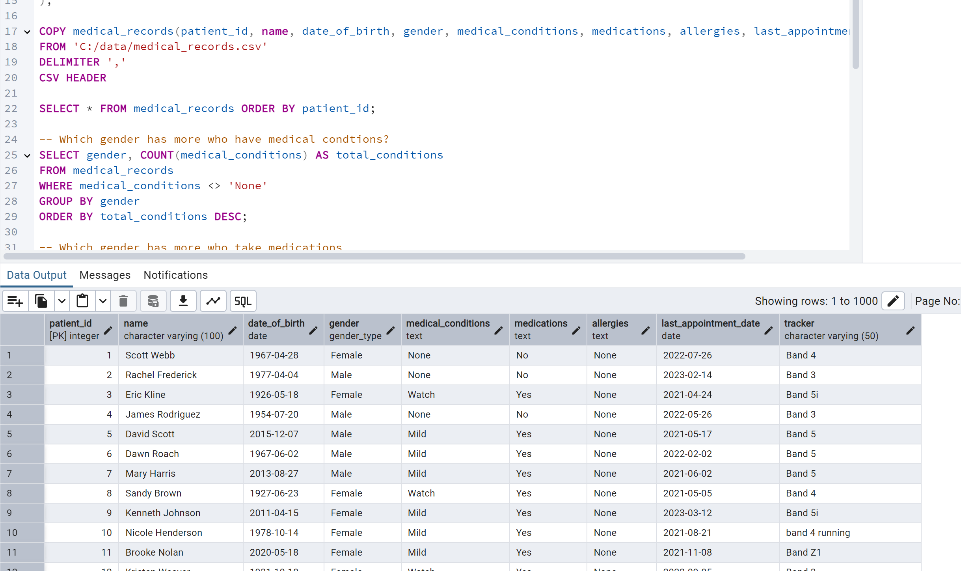 15 );
16
17 COPY medical_records(patient_id, name, date_of_birth, gender, medical_conditions, medications, allergies, last_appointmen
18 FROM 'C:/data/medical_records.csv'
19 DELIMITER ','
20 CSV HEADER
21
22 SELECT * FROM medical_records ORDER BY patient_id;
23
24 -- Which gender has more who have medical condtions?
25 SELECT gender, COUNT(medical_conditions) AS total_conditions
26 FROM medical_records
27 WHERE medical_conditions <> 'None'
28 GROUP BY gender
29 ORDER BY total_conditions DESC;
30
31 -- Which gender has more who take medications
Data Output Messages Notifications
SQL Showing rows: 1 to 1000 Page No:
patient_id name date_of_birth gender medical_conditions medications allergies last_appointment_date tracker
[PK] integer character varying (100) date gender_type text text text date character varying (50)
1 1 Scott Webb 1967-04-28 Female None No None 2022-07-26 Band 4
2 2 Rachel Frederick 1977-04-04 Male None No None 2023-02-14 Band 3
3 3 Eric Kline 1926-05-18 Female Watch Yes None 2021-04-24 Band 5i
4 4 James Rodriguez 1954-07-20 Male None No None 2022-05-26 Band 3
5 5 David Scott 2015-12-07 Male Mild Yes None 2021-05-17 Band 5
6 6 Dawn Roach 1967-06-02 Male Mild Yes None 2022-02-02 Band 5
7 7 Mary Harris 2013-08-27 Male Mild Yes None 2021-06-02 Band 5
8 8 Sandy Brown 1927-06-23 Female Watch Yes None 2021-05-05 Band 4
9 9 Kenneth Johnson 2011-04-15 Female Mild Yes None 2023-03-12 Band 5i
10 10 Nicole Henderson 1978-10-14 Female Mild Yes None 2021-08-21 band 4 running
11 11 Brooke Nolan 2020-05-18 Female Mild Yes None 2021-11-08 Band Z1